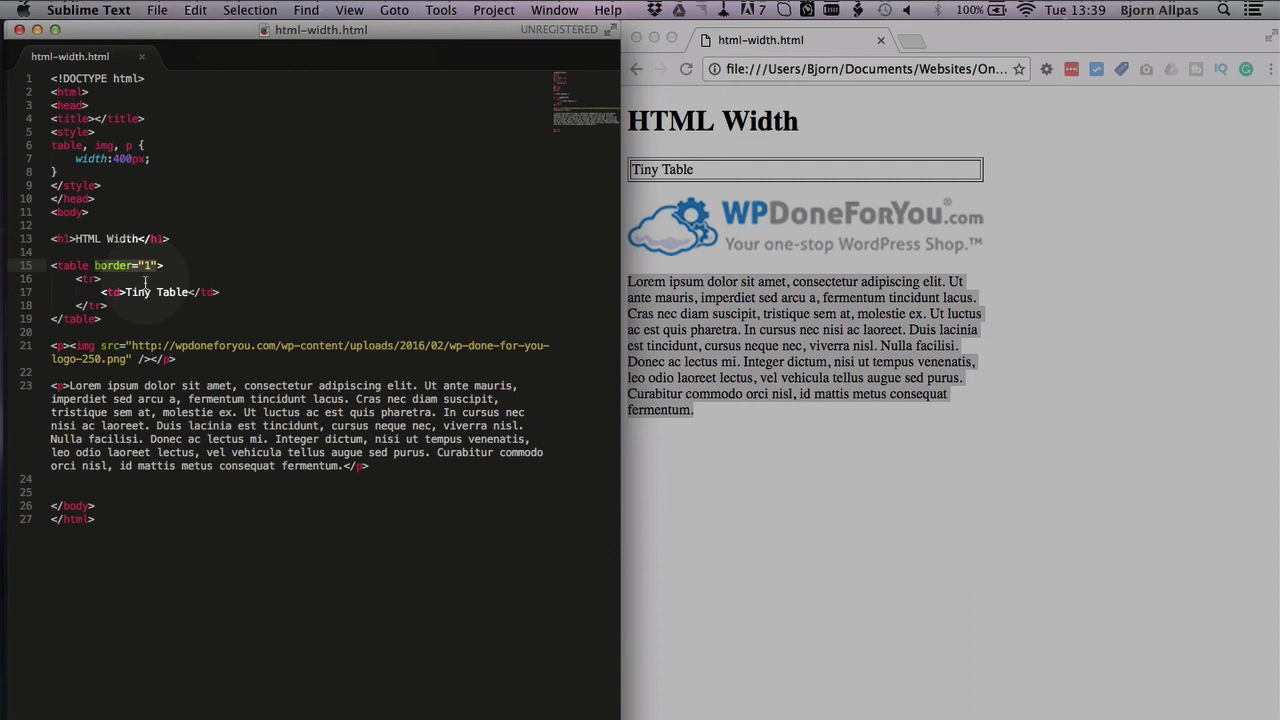 Sublime Text File Edit Selection Find View Goto Tools Project Window Help 7 100% Tue 13:39 Bjorn Allpas
html-width.html UNREGISTERED
html-width.html
1 <!DOCTYPE html>
2 <html>
3 <head>
4 <title></title>
5 <style>
6 table, img, p {
7 width:400px;
8 }
9 </style>
10 </head>
11 <body>
12
13 <h1>HTML Width</h1>
14
15 <table border="1">
16 <tr>
17 <td>Tiny Table</td>
18 </tr>
19 </table>
20
21 <p><img src="http://wpdoneforyou.com/wp-content/uploads/2016/02/wp-done-for-you-
logo-250.png" /></p>
22
23 <p>Lorem ipsum dolor sit amet, consectetur adipiscing elit. Ut ante mauris,
imperdiet sed arcu a, fermentum tincidunt lacus. Cras nec diam suscipit,
tristique sem at, molestie ex. Ut luctus ac est quis pharetra. In cursus nec
nisi ac laoreet. Duis lacinia est tincidunt, cursus neque nec, viverra nisl.
Nulla facilisi. Donec ac lectus mi. Integer dictum, nisi ut tempus venenatis,
leo odio laoreet lectus, vel vehicula tellus augue sed purus. Curabitur commodo
orci nisl, id mattis metus consequat fermentum.</p>
24
25
26 </body>
27 </html>
html-width.html
file:///Users/Bjorn/Documents/Websites/On...
HTML Width
Tiny Table
WPDoneForYou.com
Your one-stop WordPress Shop.™
Lorem ipsum dolor sit amet, consectetur adipiscing elit. Ut
ante mauris, imperdiet sed arcu a, fermentum tincidunt lacus.
Cras nec diam suscipit, tristique sem at, molestie ex. Ut luctus
ac est quis pharetra. In cursus nec nisi ac laoreet. Duis lacinia
est tincidunt, cursus neque nec, viverra nisl. Nulla facilisi.
Donec ac lectus mi. Integer dictum, nisi ut tempus venenatis,
leo odio laoreet lectus, vel vehicula tellus augue sed purus.
Curabitur commodo orci nisl, id mattis metus consequat
fermentum.